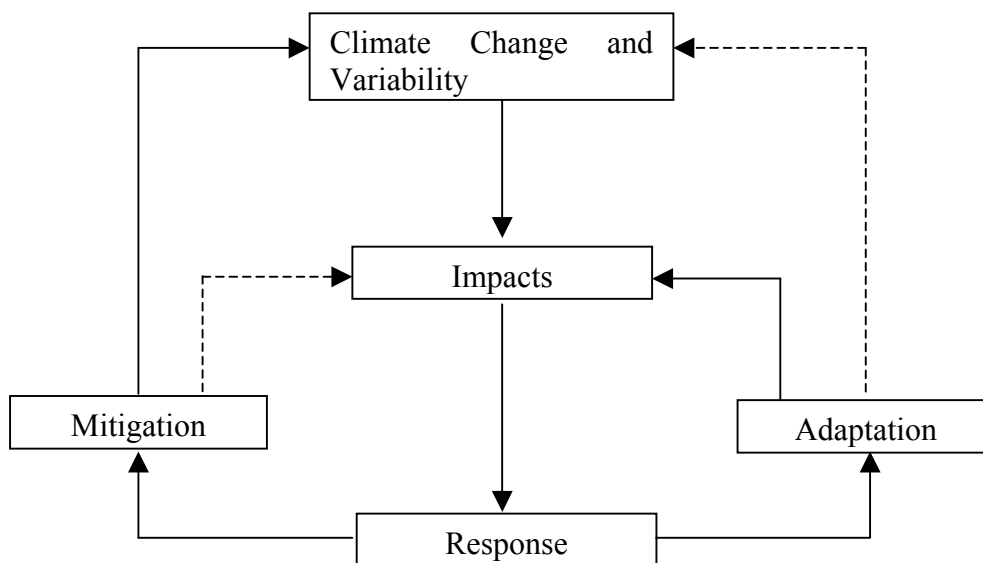 Climate Change and
Variability
Impacts
Mitigation
Adaptation
Response